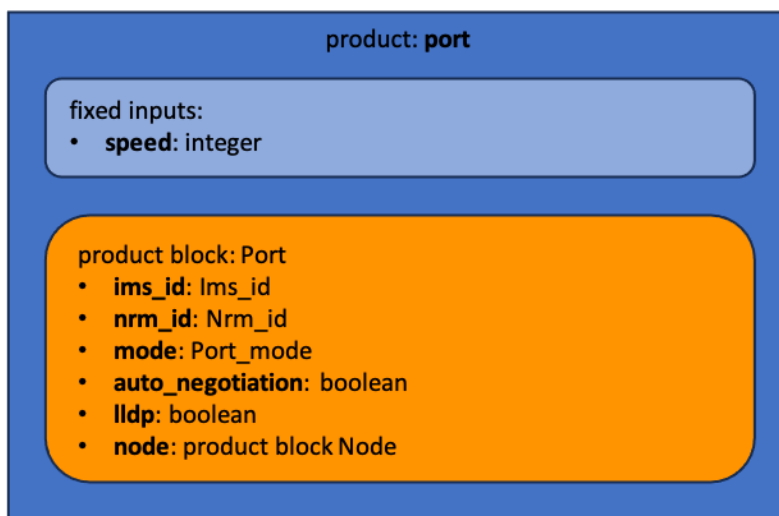 product: port
fixed inputs:
• speed: integer
product block: Port
• ims_id: Ims_id
• nrm_id: Nrm_id
• mode: Port_mode
• auto_negotiation: boolean
• lldp: boolean
• node: product block Node